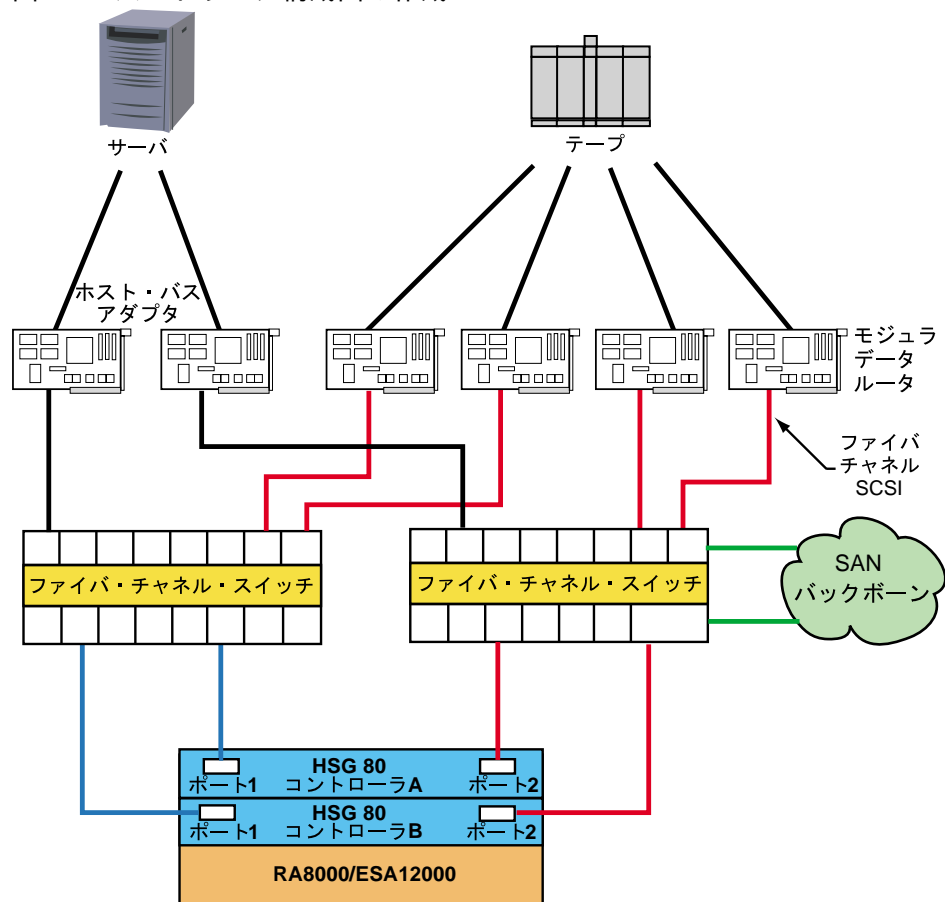 サーバ
テープ
ホスト・バス
アダプタ
モジュラ
データ
ルータ
ファイバ
チャネル
SCSI
ファイバ・チャネル・スイッチ
ファイバ・チャネル・スイッチ
SAN
バックボーン
HSG 80
ポート1 コントローラA ポート2
HSG 80
ポート1 コントローラB ポート2
RA8000/ESA12000